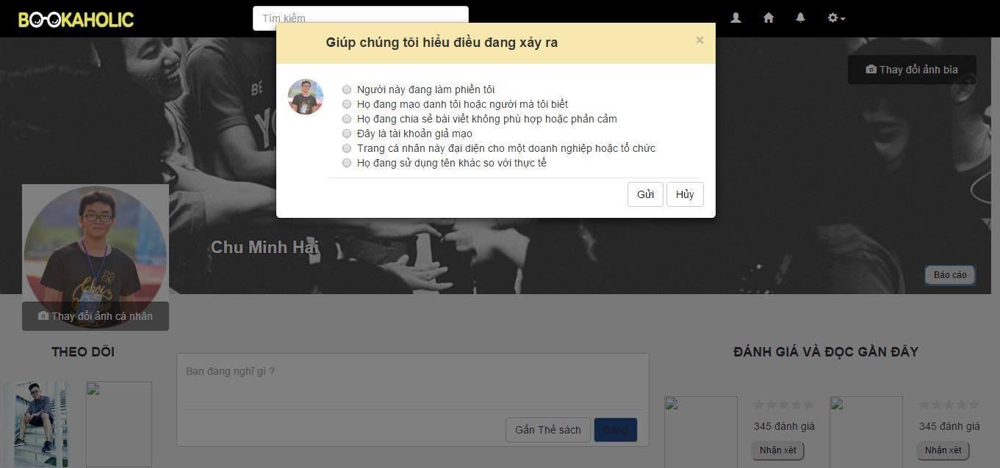 BOOKAHOLIC
Tìm kiếm
Giúp chúng tôi hiểu điều đang xảy ra
×
Thay đổi ảnh bìa
Người này đang làm phiền tôi
Họ đang mạo danh tôi hoặc người mà tôi biết
Họ đang chia sẻ bài viết không phù hợp hoặc phản cảm
Đây là tài khoản giả mạo
Trang cá nhân này đại diện cho một doanh nghiệp hoặc tổ chức
Họ đang sử dụng tên khác so với thực tế
Gửi
Hủy
BE
YO
Chu Minh Hải
Báo cáo
Thay đổi ảnh cá nhân
THEO DÕI
ĐÁNH GIÁ VÀ ĐỌC GẦN ĐÂY
Bạn đang nghĩ gì ?
Gắn Thẻ sách
Đăng
345 đánh giá
345 đánh giá
Nhận xét
Nhận xét